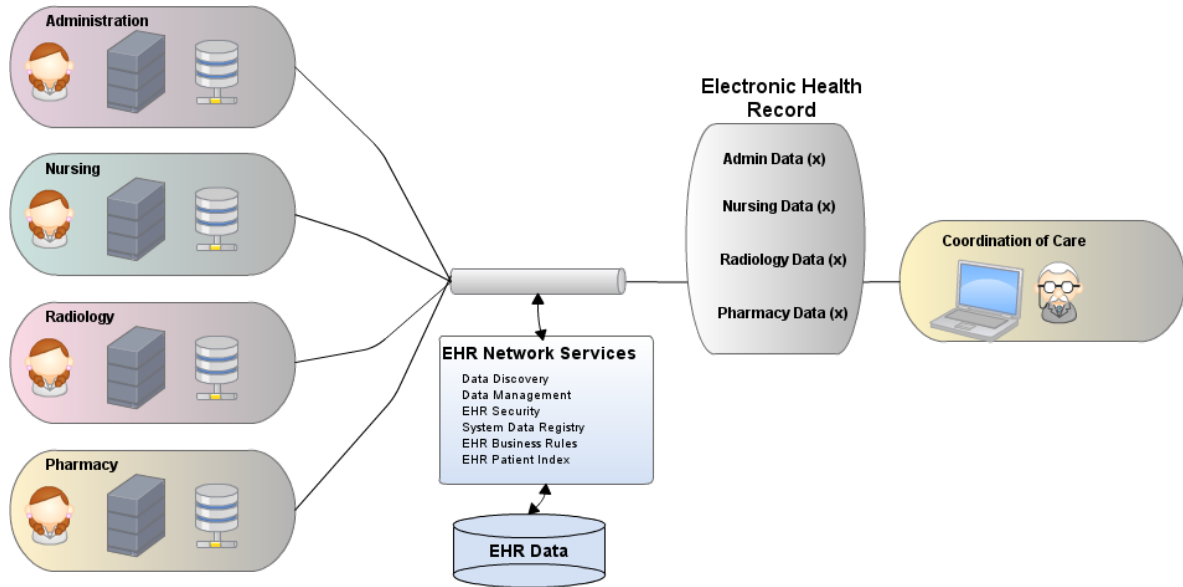 Administration
Nursing
Radiology
Pharmacy
EHR Network Services
Data Discovery
Data Management
EHR Security
System Data Registry
EHR Business Rules
EHR Patient Index
EHR Data
Electronic Health
Record
Admin Data (x)
Nursing Data (x)
Radiology Data (x)
Pharmacy Data (x)
Coordination of Care